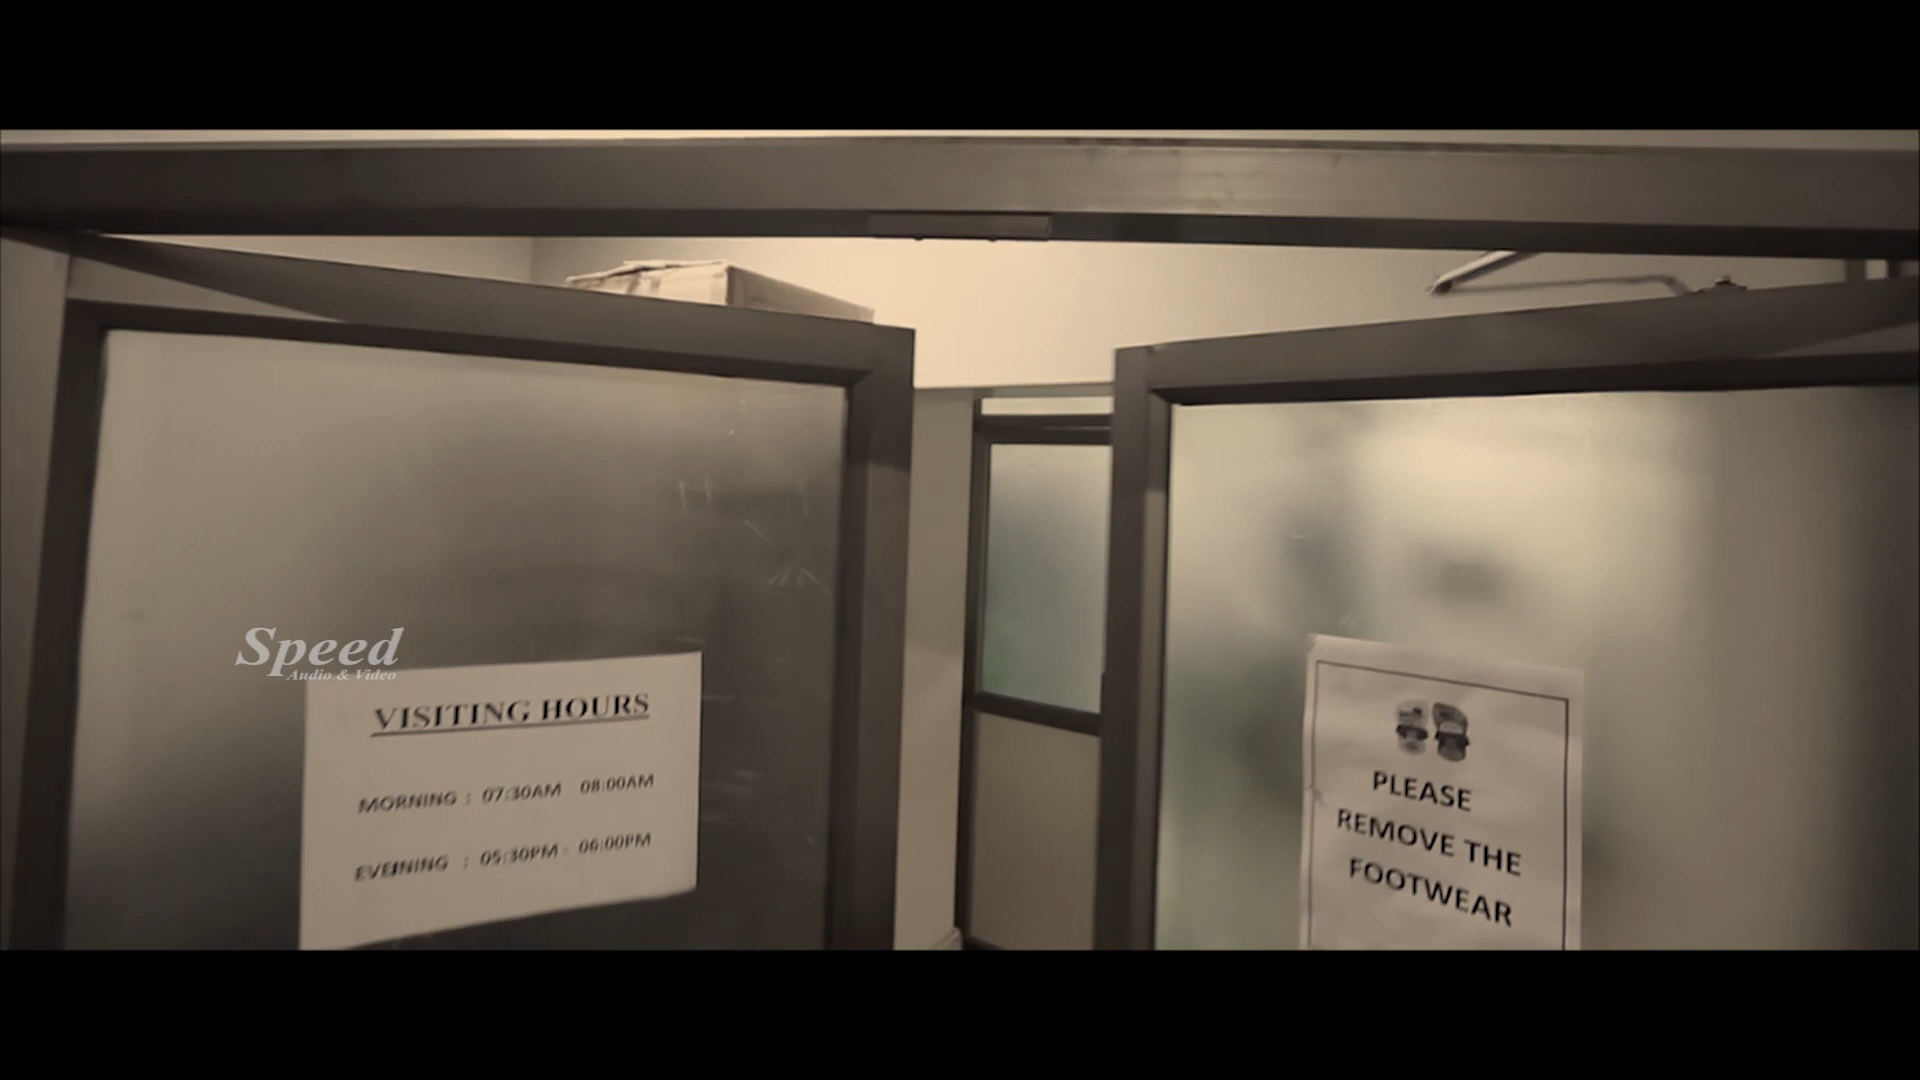 Speed
Audio & Video
VISITING HOURS
MORNING : 07:30AM 08:00AM
EVENING : 05:30PM - 06:00PM
PLEASE
REMOVE THE
FOOTWEAR